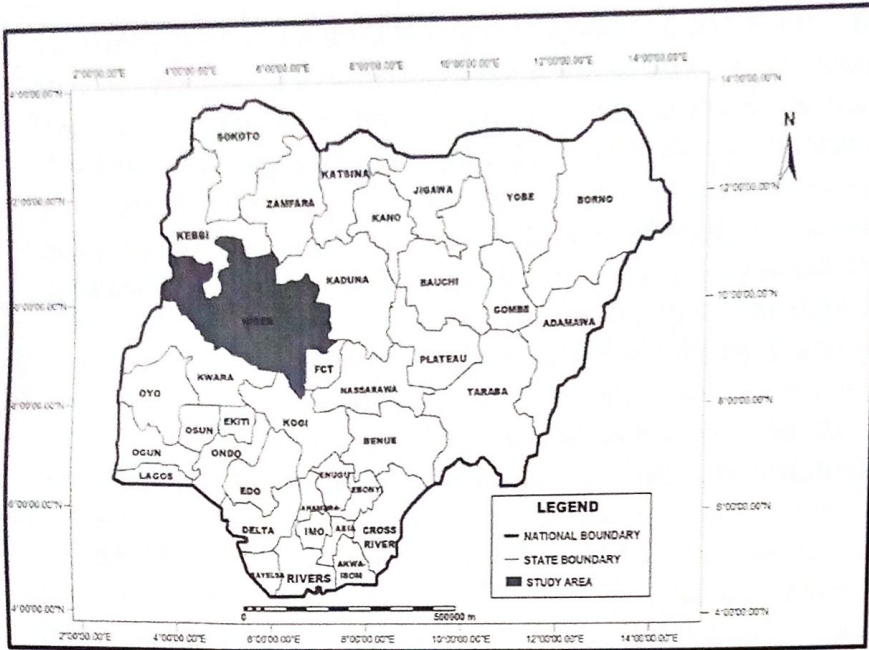 2°00'00.00"E 4°00'00.00"E 6°00'00.00"E 8°00'00.00"E 10°00'00.00"E 12°00'00.00"E 14°00'00.00"E
14°00'00.00"N
N
SOKOTO
KATSINA
ZAMFARA
JIGAWA
KANO
YOBE
BORNO
12°00'00.00"N
KEBBI
KADUNA
BAUCHI
GOMBE
ADAMAWA
10°00'00.00"N
NIGER
PLATEAU
FCT
KWARA
NASSARAWA
TARABA
OYO
8°00'00.00"N
OSUN
EKITI
KOGI
BENUE
OGUN
ONDO
LAGOS
EDO
ENUGU
EBONY
6°00'00.00"N
ANAMBRA
DELTA
IMO
ABIA
CROSS
RIVER
BAYELSA
RIVERS
AKWA-
IBOM
LEGEND
NATIONAL BOUNDARY
STATE BOUNDARY
STUDY AREA
4°00'00.00"N
4°00'00.00"N
0 500000 m
2°00'00.00"E 4°00'00.00"E 6°00'00.00"E 8°00'00.00"E 10°00'00.00"E 12°00'00.00"E 14°00'00.00"E